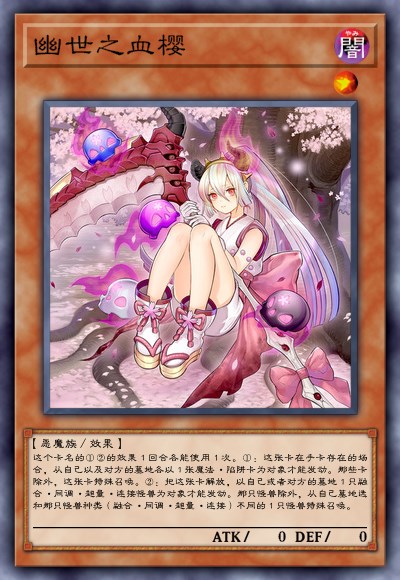 幽世之血樱
やみ
闇
【恶魔族／效果】
这个卡名的①②的效果1回合各能使用1次。①：这张卡在手卡存在的场
合，从自己以及对方的墓地各以1张魔法·陷阱卡为对象才能发动。那些卡
除外，这张卡特殊召唤。②：把这张卡解放，以自己或者对方的墓地1只融
合·同调·超量·连接怪兽为对象才能发动。那只怪兽除外，从自己墓地选
和那只怪兽种类（融合·同调·超量·连接）不同的1只怪兽特殊召唤。
ATK/ 0 DEF/ 0